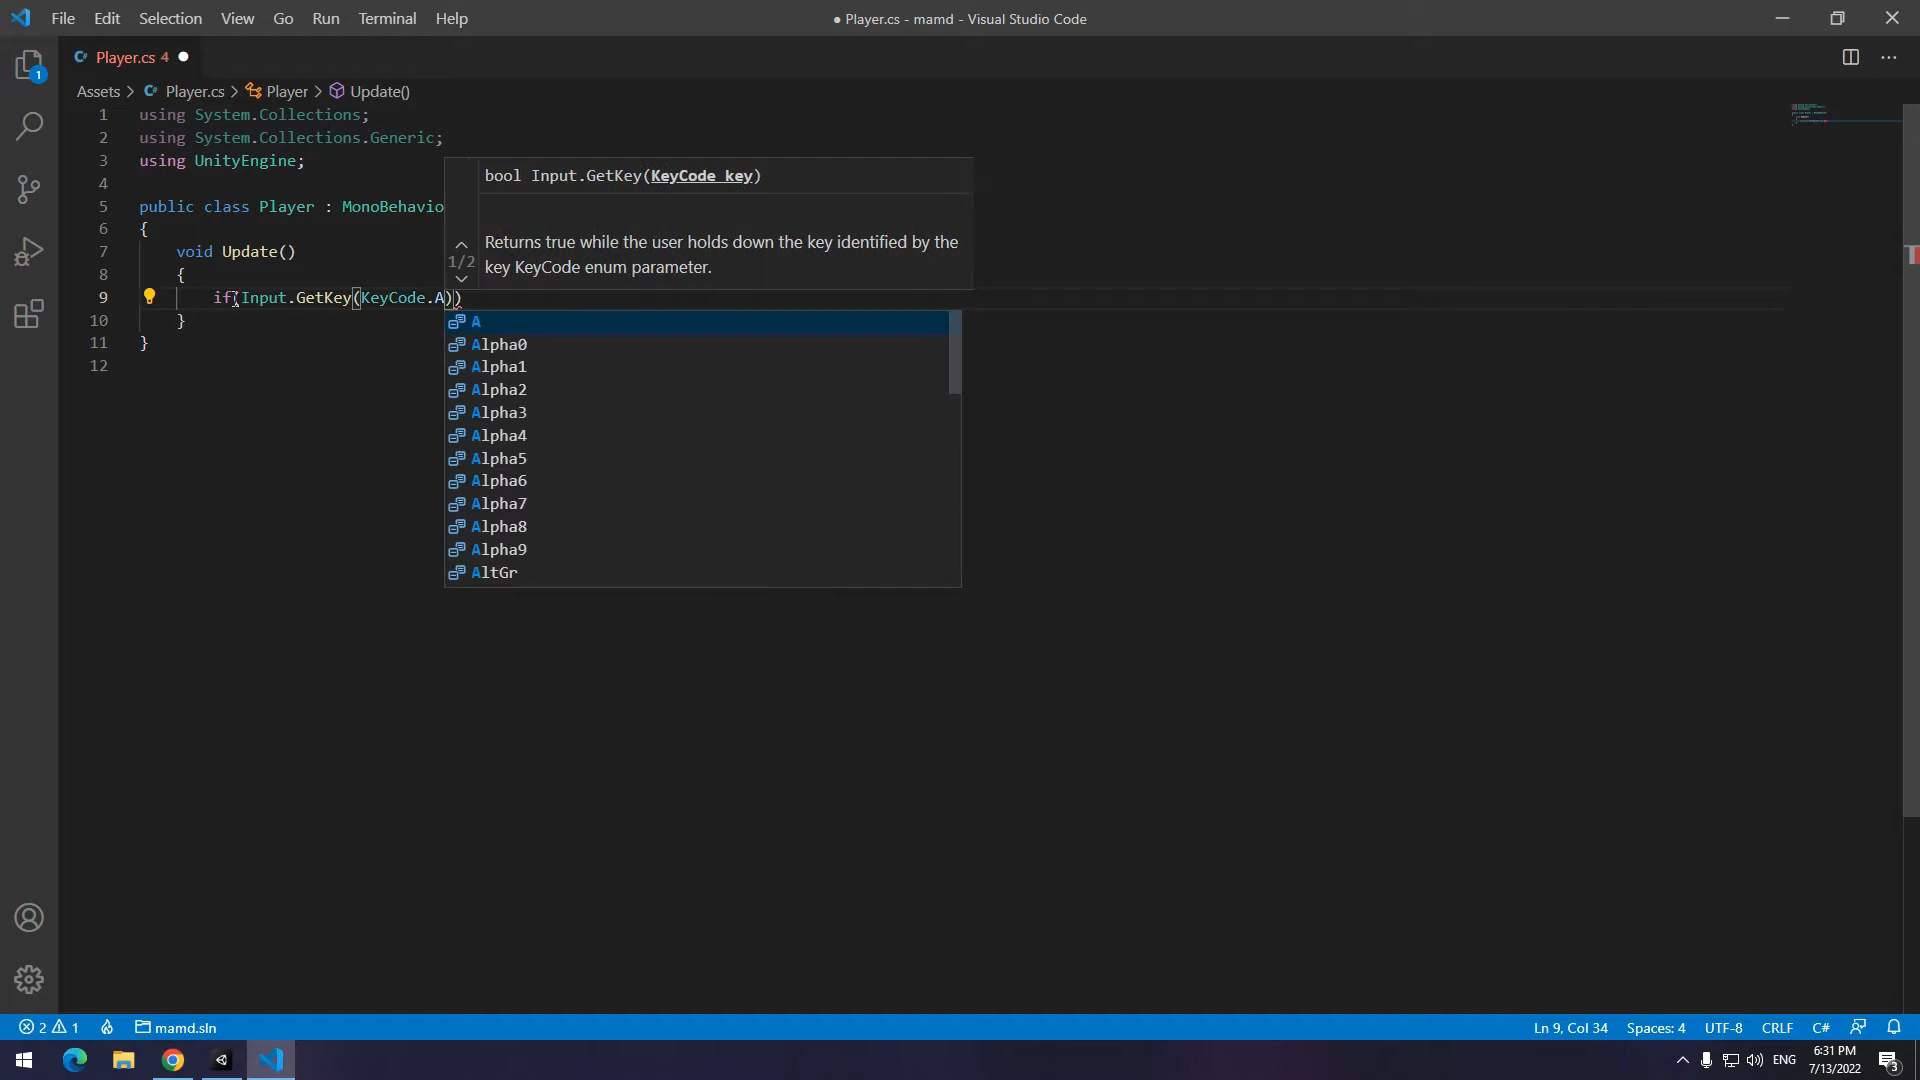 File Edit Selection View Go Run Terminal Help
● Player.cs - mamd - Visual Studio Code
1
Player.cs 4 ●
Assets > Player.cs > Player > Update()
1 using System.Collections;
2 using System.Collections.Generic;
3 using UnityEngine;
4
5 public class Player : MonoBehavio
6 {
7 void Update()
8 {
9 if(Input.GetKey(KeyCode.A))
10 }
11 }
12
bool Input.GetKey(KeyCode key)
1/2
Returns true while the user holds down the key identified by the
key KeyCode enum parameter.
A
Alpha0
Alpha1
Alpha2
Alpha3
Alpha4
Alpha5
Alpha6
Alpha7
Alpha8
Alpha9
AltGr
2 1 mamd.sln
Ln 9, Col 34 Spaces: 4 UTF-8 CRLF C#
ENG
6:31 PM
7/13/2022
3